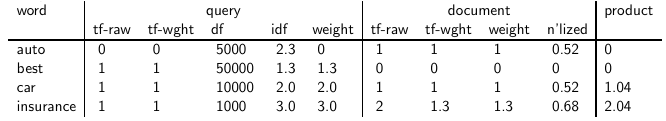 word query document product
tf-raw tf-wght df idf weight tf-raw tf-wght weight n'lized
auto 0 0 5000 2.3 0 1 1 1 0.52 0
best 1 1 50000 1.3 1.3 0 0 0 0 0
car 1 1 10000 2.0 2.0 1 1 1 0.52 1.04
insurance 1 1 1000 3.0 3.0 2 1.3 1.3 0.68 2.04